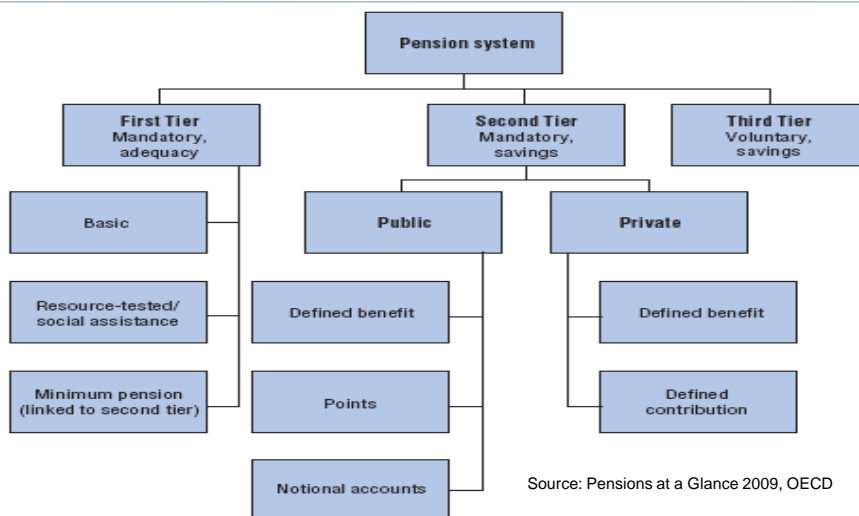 Pension system
First Tier
Mandatory,
adequacy
Second Tier
Mandatory,
savings
Third Tier
Voluntary,
savings
Basic
Public
Private
Resource-tested/
social assistance
Defined benefit
Defined benefit
Minimum pension
(linked to second tier)
Points
Defined
contribution
Notional accounts
Source: Pensions at a Glance 2009, OECD